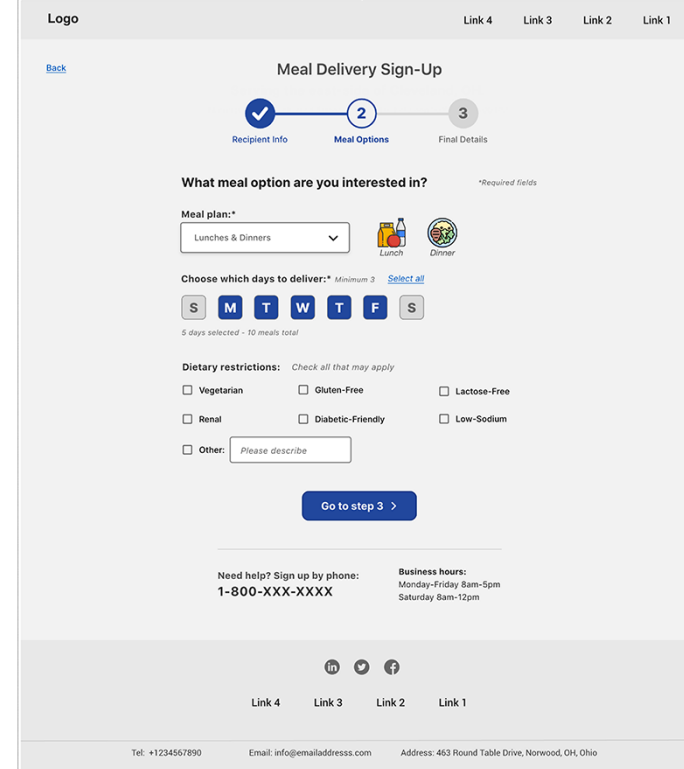 Logo
Link 4 Link 3 Link 2 Link 1
Back
Meal Delivery Sign-Up
2 3
Recipient Info Meal Options Final Details
What meal option are you interested in? *Required fields
Meal plan:*
Lunches & Dinners
Lunch Dinner
Choose which days to deliver:* Minimum 3 Select all
S M T W T F S
5 days selected - 10 meals total
Dietary restrictions: Check all that may apply
Vegetarian Gluten-Free Lactose-Free
Renal Diabetic-Friendly Low-Sodium
Other: Please describe
Go to step 3 >
Need help? Sign up by phone:
1-800-XXX-XXXX
Business hours:
Monday-Friday 8am-5pm
Saturday 8am-12pm
in f
Link 4 Link 3 Link 2 Link 1
Tel: +1234567890 Email: info@emailaddresss.com Address: 463 Round Table Drive, Norwood, OH, Ohio